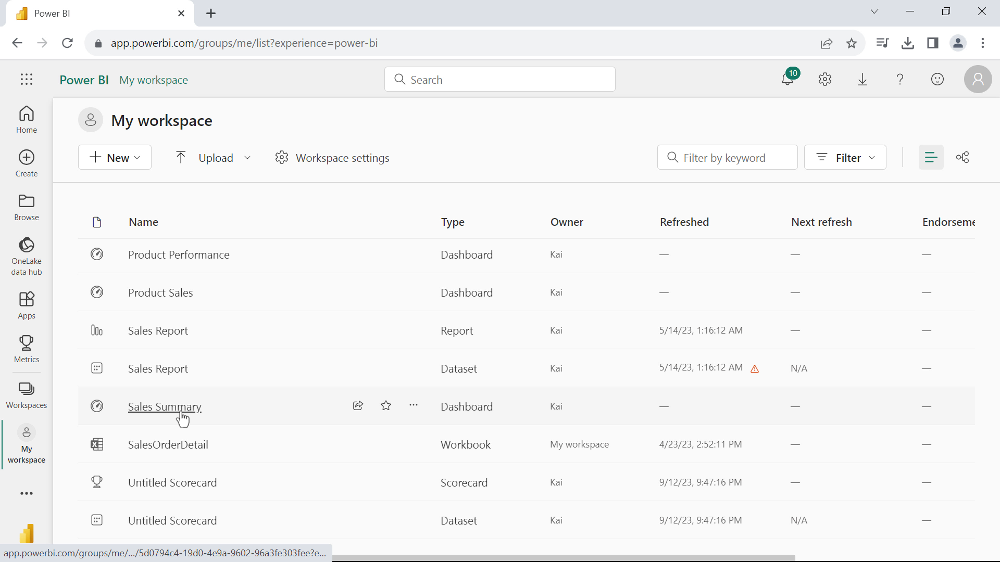 Power BI
app.powerbi.com/groups/me/list?experience=power-bi
Power BI My workspace
Search
10
?
Home
Create
Browse
OneLake
data hub
Apps
Metrics
Workspaces
My
workspace
My workspace
New
Upload
Workspace settings
Filter by keyword
Filter
Name Type Owner Refreshed Next refresh Endorseme
Product Performance Dashboard Kai — — —
Product Sales Dashboard Kai — — —
Sales Report Report Kai 5/14/23, 1:16:12 AM — —
Sales Report Dataset Kai 5/14/23, 1:16:12 AM N/A —
Sales Summary Dashboard Kai — — —
SalesOrderDetail Workbook My workspace 4/23/23, 2:52:11 PM — —
Untitled Scorecard Scorecard Kai 9/12/23, 9:47:16 PM — —
Untitled Scorecard Dataset Kai 9/12/23, 9:47:16 PM N/A —
app.powerbi.com/groups/me/.../5d0794c4-19d0-4e9a-9602-96a3fe303fee?e...